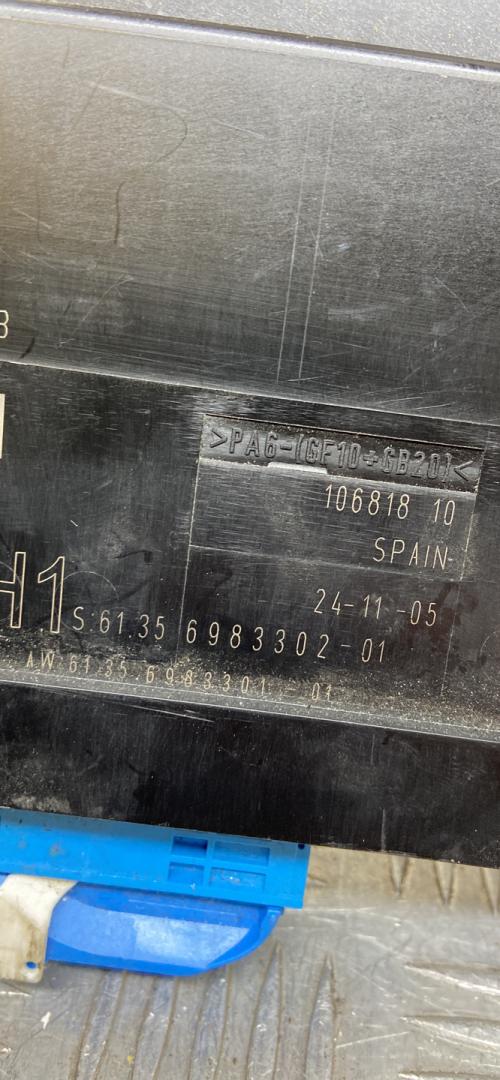 >PA6-(GF10+GB20)<
106818 10
SPAIN
24-11-05
H1
S:61.35 6983302-01
AW:61.35.6983301-01